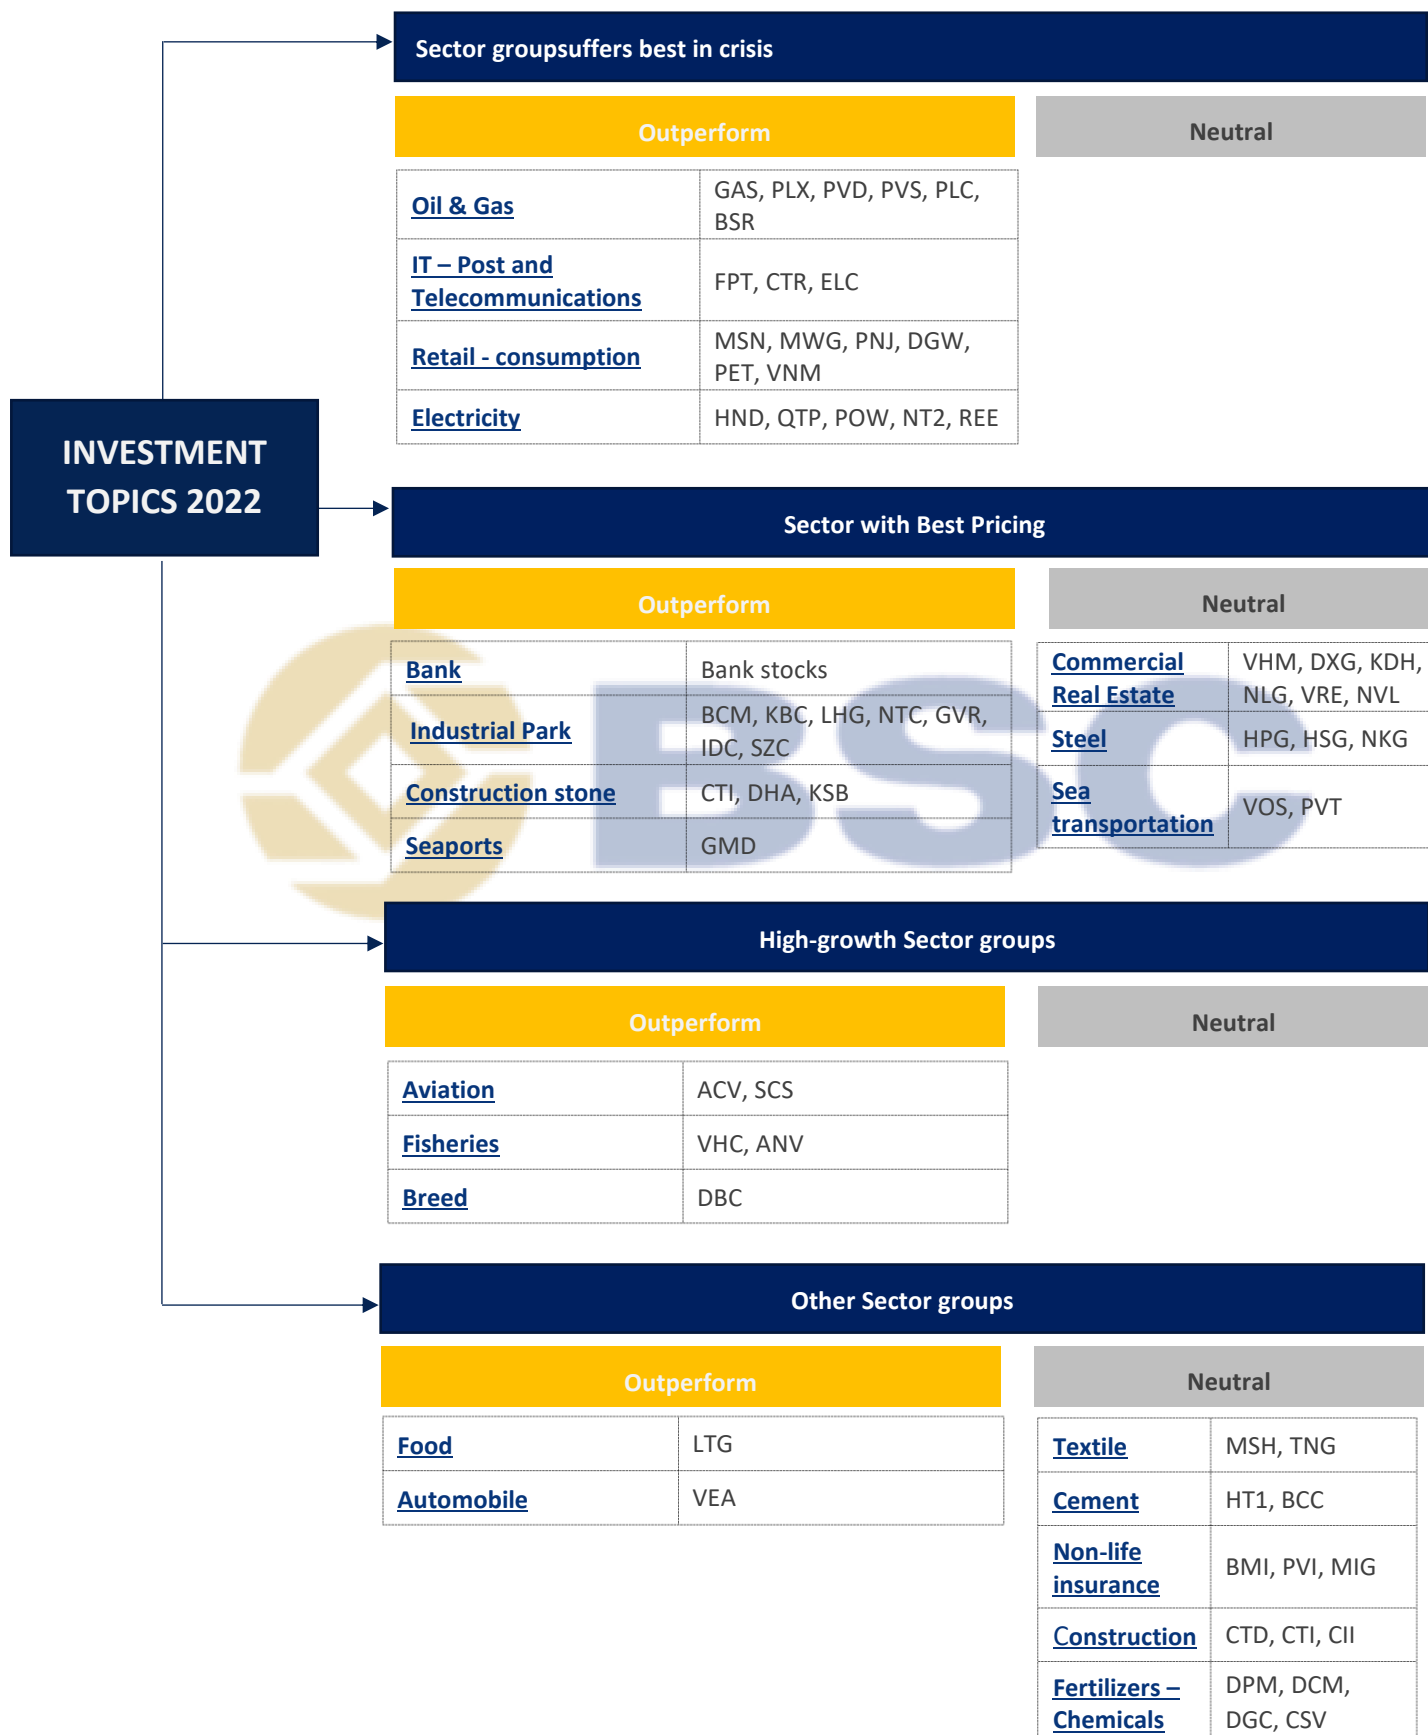 Sector groupsuffers best in crisis
Outperform
Neutral
Oil & Gas
GAS, PLX, PVD, PVS, PLC,
BSR
IT – Post and
Telecommunications
FPT, CTR, ELC
Retail - consumption
MSN, MWG, PNJ, DGW,
PET, VNM
Electricity
HND, QTP, POW, NT2, REE
INVESTMENT
TOPICS 2022
Sector with Best Pricing
Outperform
Neutral
Bank
Bank stocks
Industrial Park
BCM, KBC, LHG, NTC, GVR,
IDC, SZC
Construction stone
CTI, DHA, KSB
Seaports
GMD
Commercial
Real Estate
VHM, DXG, KDH,
NLG, VRE, NVL
Steel
HPG, HSG, NKG
Sea
transportation
VOS, PVT
BSC
High-growth Sector groups
Outperform
Neutral
Aviation
ACV, SCS
Fisheries
VHC, ANV
Breed
DBC
Other Sector groups
Outperform
Neutral
Food
LTG
Automobile
VEA
Textile
MSH, TNG
Cement
HT1, BCC
Non-life
insurance
BMI, PVI, MIG
Construction
CTD, CTI, CII
Fertilizers –
Chemicals
DPM, DCM,
DGC, CSV